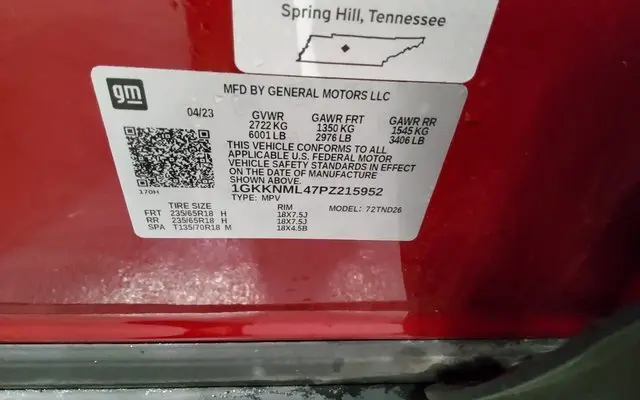 Spring Hill, Tennessee
gm
MFD BY GENERAL MOTORS LLC
04/23
GVWR GAWR FRT GAWR RR
2722 KG 1350 KG 1545 KG
6001 LB 2976 LB 3406 LB
THIS VEHICLE CONFORMS TO ALL
APPLICABLE U.S. FEDERAL MOTOR
VEHICLE SAFETY STANDARDS IN EFFECT
ON THE DATE OF MANUFACTURE
SHOWN ABOVE.
170H
1GKKNML47PZ215952
TYPE: MPV MODEL: 72TND26
TIRE SIZE RIM
FRT 235/65R18 H 18X7.5J
RR 235/65R18 H 18X7.5J
SPA T135/70R18 M 18X4.5B